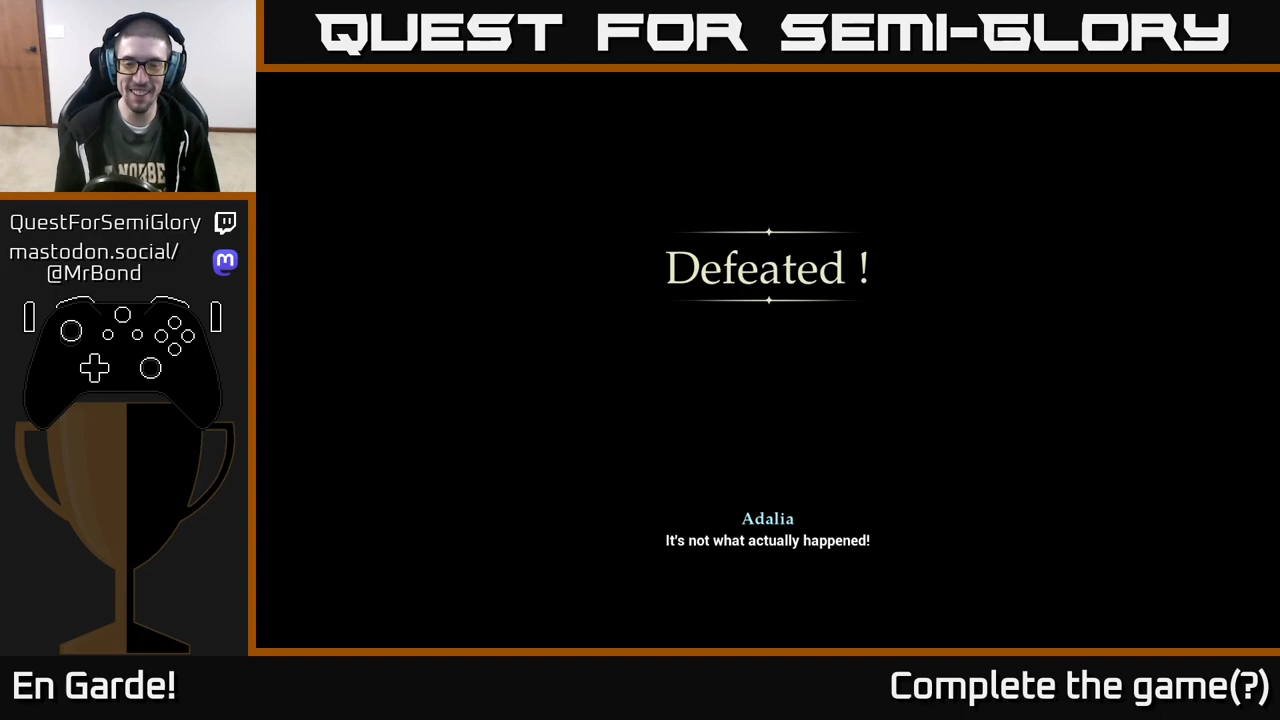 QUEST FOR SEMI-GLORY
QuestForSemiGlory
mastodon.social/
@MrBond
Defeated !
Adalia
It's not what actually happened!
En Garde!
Complete the game(?)